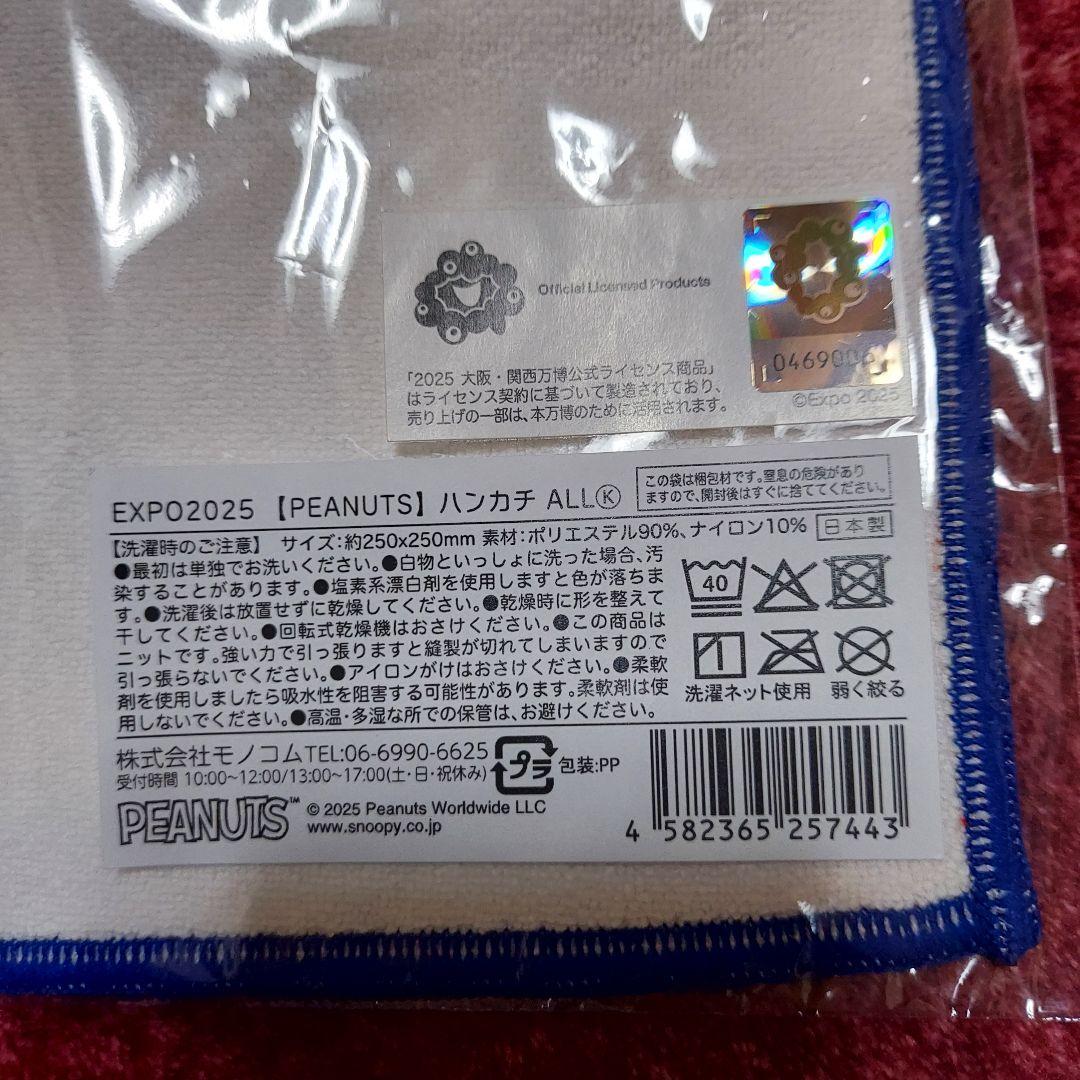 Official Licensed Products
「2025 大阪・関西万博公式ライセンス商品」
はライセンス契約に基づいて製造されており、
売り上げの一部は、本万博のために活用されます。
©Expo 2025
EXPO2025 【PEANUTS】ハンカチ ALLⓀ
この袋は梱包材です。窒息の危険があり
ますので、開封後はすぐに捨ててください。
【洗濯時のご注意】 サイズ:約250x250mm 素材:ポリエステル90%、ナイロン10% 日本製
●最初は単独でお洗いください。●白物といっしょに洗った場合、汚
染することがあります。●塩素系漂白剤を使用しますと色が落ちま
す。●洗濯後は放置せずに乾燥してください。●乾燥時に形を整えて
干してください。●回転式乾燥機はおさけください。●この商品は
ニットです。強い力で引っ張りますと縫製が切れてしまいますので
引っ張らないでください。●アイロンがけはおさけください。●柔軟
剤を使用しましたら吸水性を阻害する可能性があります。柔軟剤は使
用しないでください。●高温・多湿な所での保管は、お避けください。
40
洗濯ネット使用 弱く絞る
株式会社モノコムTEL:06-6990-6625
受付時間 10:00~12:00/13:00~17:00(土・日・祝休み)
プラ 包装:PP
PEANUTS™ © 2025 Peanuts Worldwide LLC
www.snoopy.co.jp
4 582365 257443